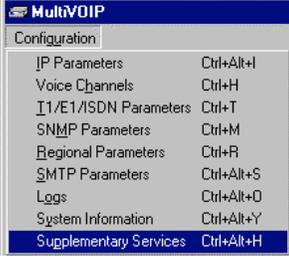 MultiVOIP
Configuration
IP Parameters Ctrl+Alt+I
Voice Channels Ctrl+H
T1/E1/ISDN Parameters Ctrl+T
SNMP Parameters Ctrl+M
Regional Parameters Ctrl+R
SMTP Parameters Ctrl+Alt+S
Logs Ctrl+Alt+O
System Information Ctrl+Alt+Y
Supplementary Services Ctrl+Alt+H